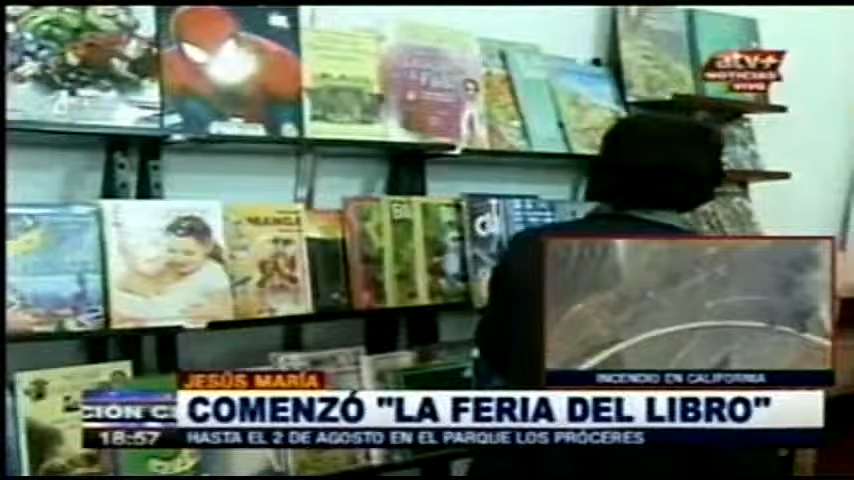 atv+
NOTICIAS
VIVO
MANGA
INCENDIO EN CALIFORNIA
JESÚS MARÍA
CIÓN C
COMENZÓ "LA FERIA DEL LIBRO"
18:57
HASTA EL 2 DE AGOSTO EN EL PARQUE LOS PRÓCERES